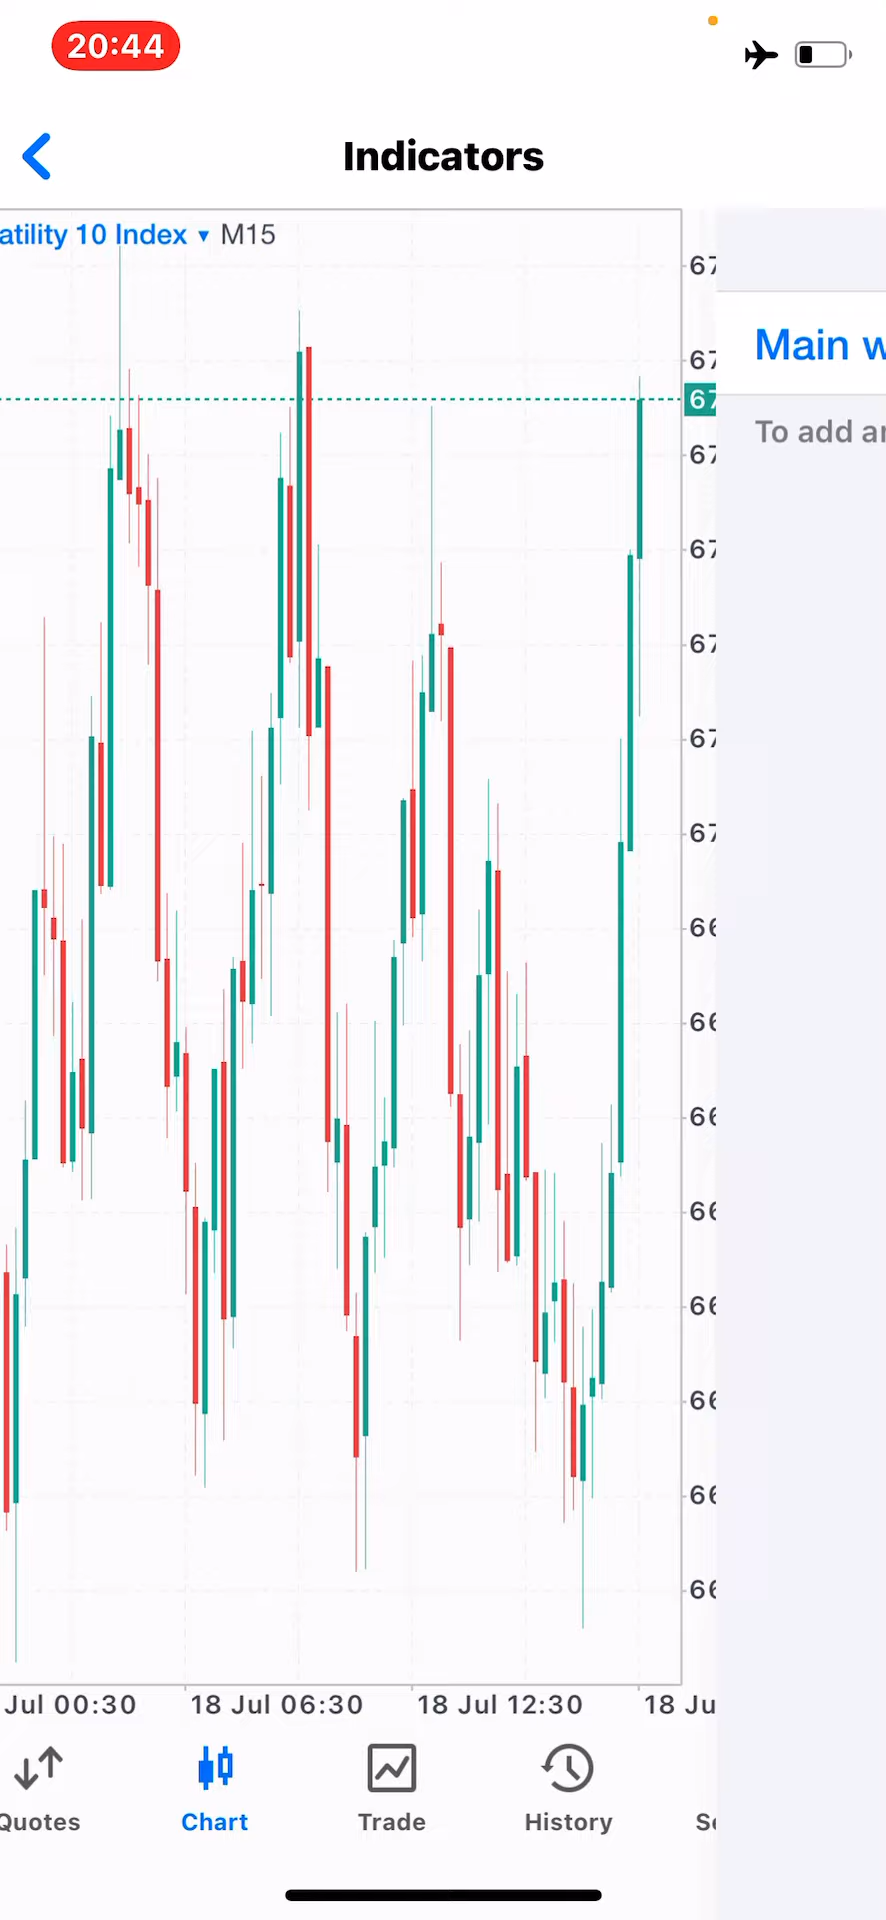 20:44
Indicators
atility 10 Index ▾ M15
67
Main w
67
67
To add ar
67
67
67
67
67
66
66
66
66
66
66
66
66
Jul 00:30 18 Jul 06:30 18 Jul 12:30 18 Ju
Quotes Chart Trade History Se